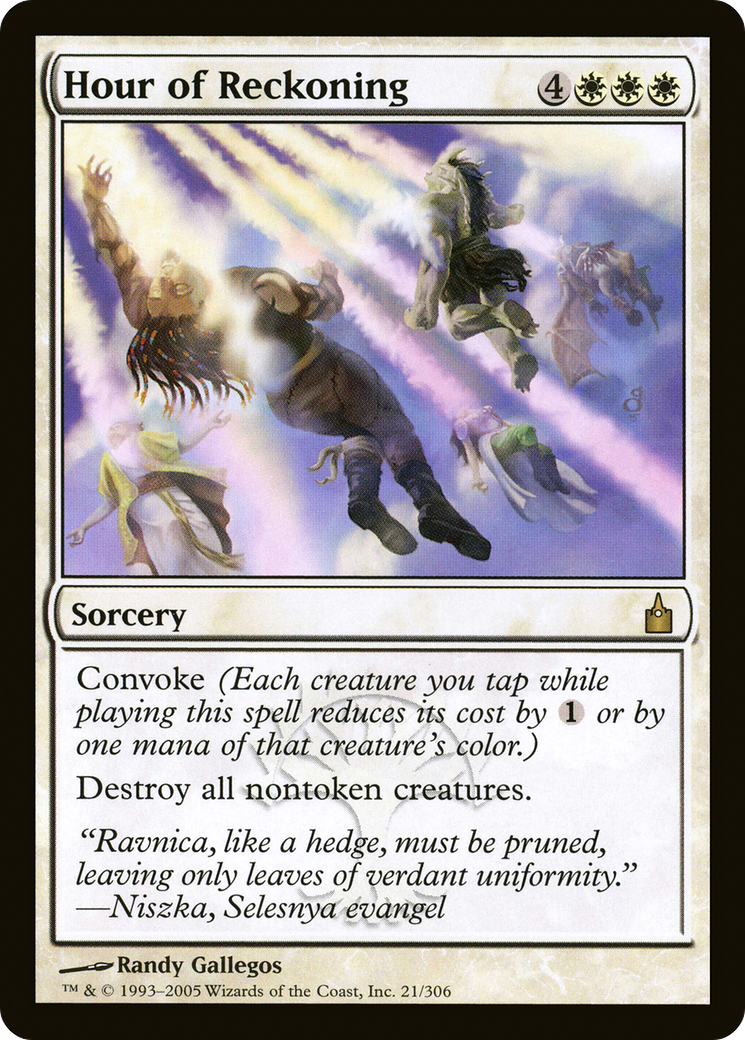 Hour of Reckoning 4
Sorcery
Convoke (Each creature you tap while
playing this spell reduces its cost by 1 or by
one mana of that creature's color.)
Destroy all nontoken creatures.
"Ravnica, like a hedge, must be pruned,
leaving only leaves of verdant uniformity."
—Niszka, Selesnya evangel
Randy Gallegos
™ & © 1993–2005 Wizards of the Coast, Inc. 21/306